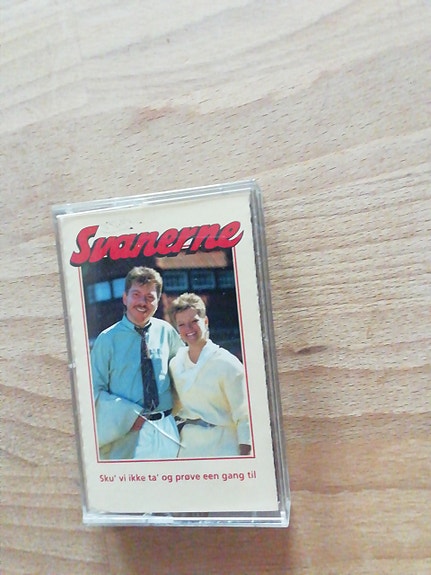 Svanerne
Sku' vi ikke ta' og prøve een gang til